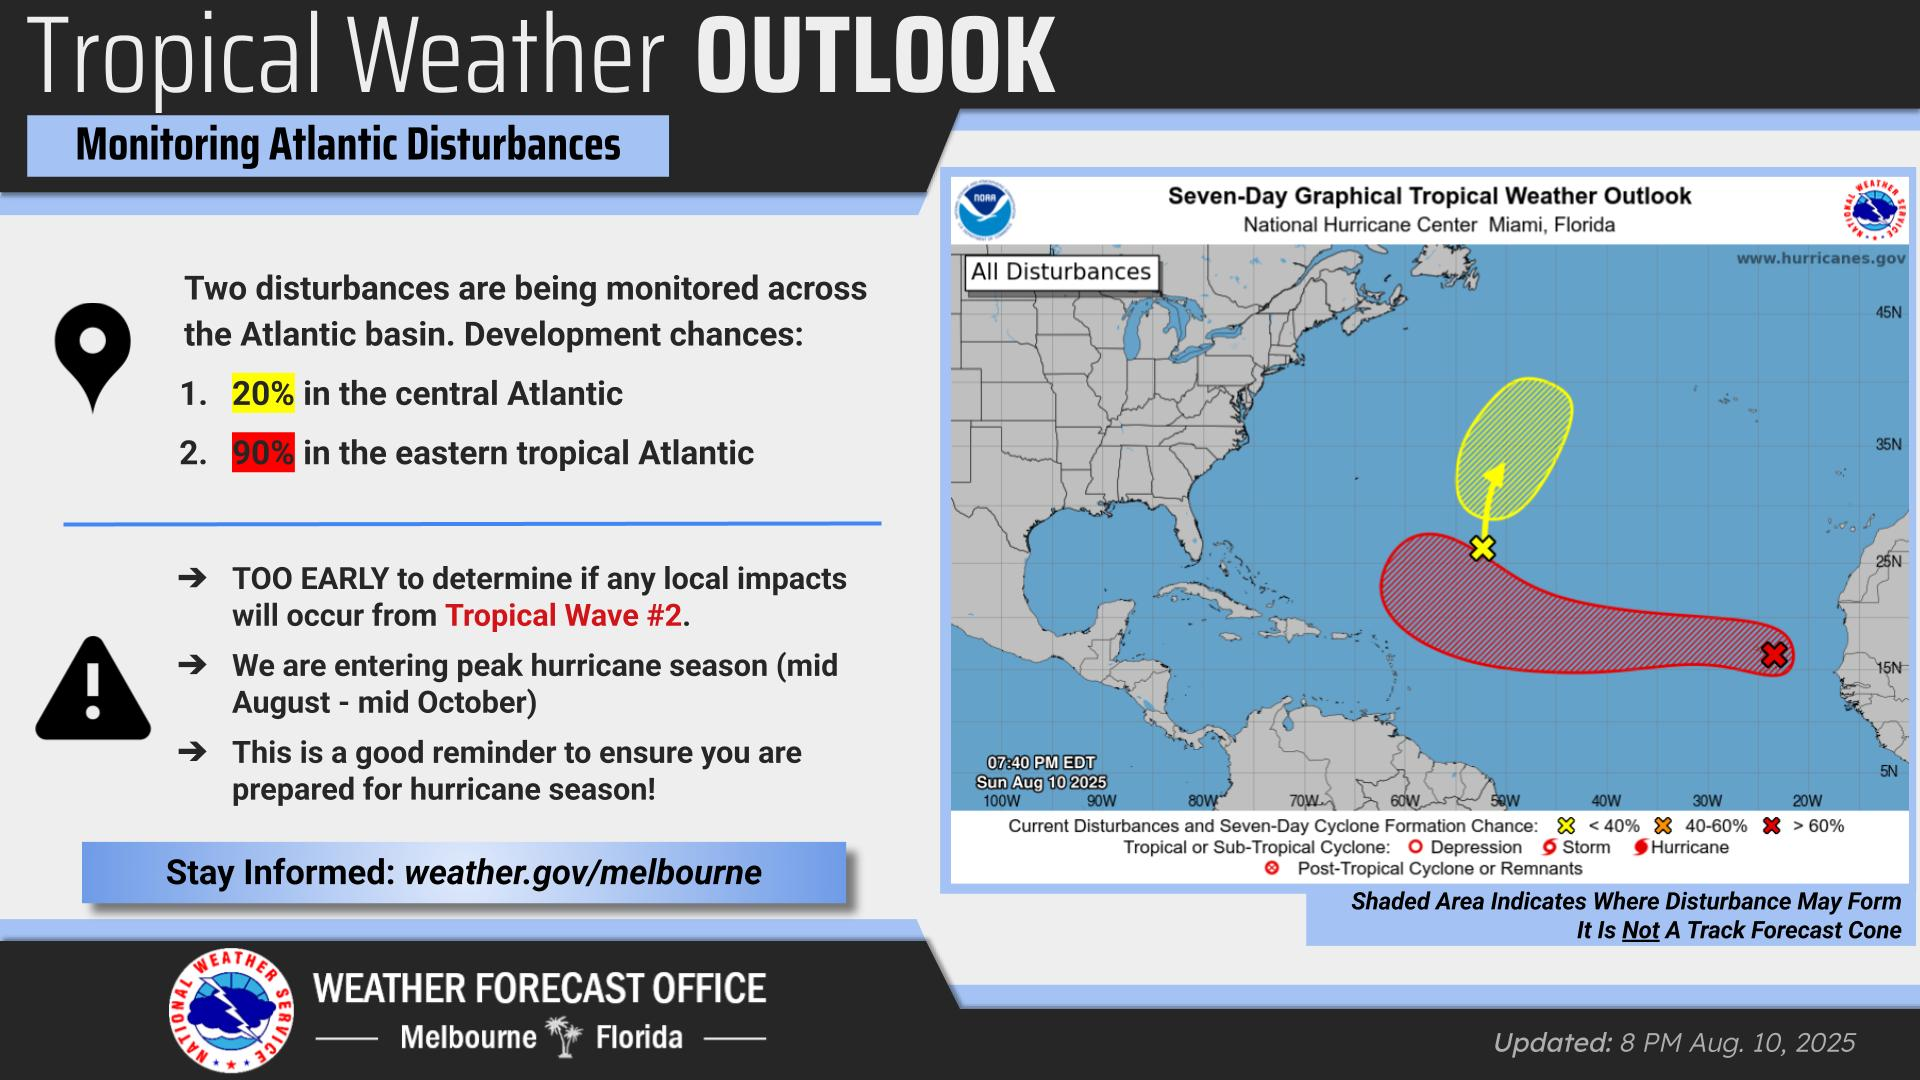 Tropical Weather OUTLOOK
Monitoring Atlantic Disturbances
Two disturbances are being monitored across
the Atlantic basin. Development chances:
1. 20% in the central Atlantic
2. 90% in the eastern tropical Atlantic
➔ TOO EARLY to determine if any local impacts
will occur from Tropical Wave #2.
➔ We are entering peak hurricane season (mid
August - mid October)
➔ This is a good reminder to ensure you are
prepared for hurricane season!
Stay Informed: weather.gov/melbourne
NATIONAL WEATHER SERVICE
WEATHER FORECAST OFFICE
Melbourne Florida
NOAA
Seven-Day Graphical Tropical Weather Outlook
National Hurricane Center Miami, Florida
NATIONAL WEATHER SERVICE
All Disturbances
www.hurricanes.gov
45N
35N
25N
15N
5N
07:40 PM EDT
Sun Aug 10 2025
100W 90W 80W 70W 60W 50W 40W 30W 20W
Current Disturbances and Seven-Day Cyclone Formation Chance: < 40% 40-60% > 60%
Tropical or Sub-Tropical Cyclone: Depression Storm Hurricane
Post-Tropical Cyclone or Remnants
Shaded Area Indicates Where Disturbance May Form
It Is Not A Track Forecast Cone
Updated: 8 PM Aug. 10, 2025